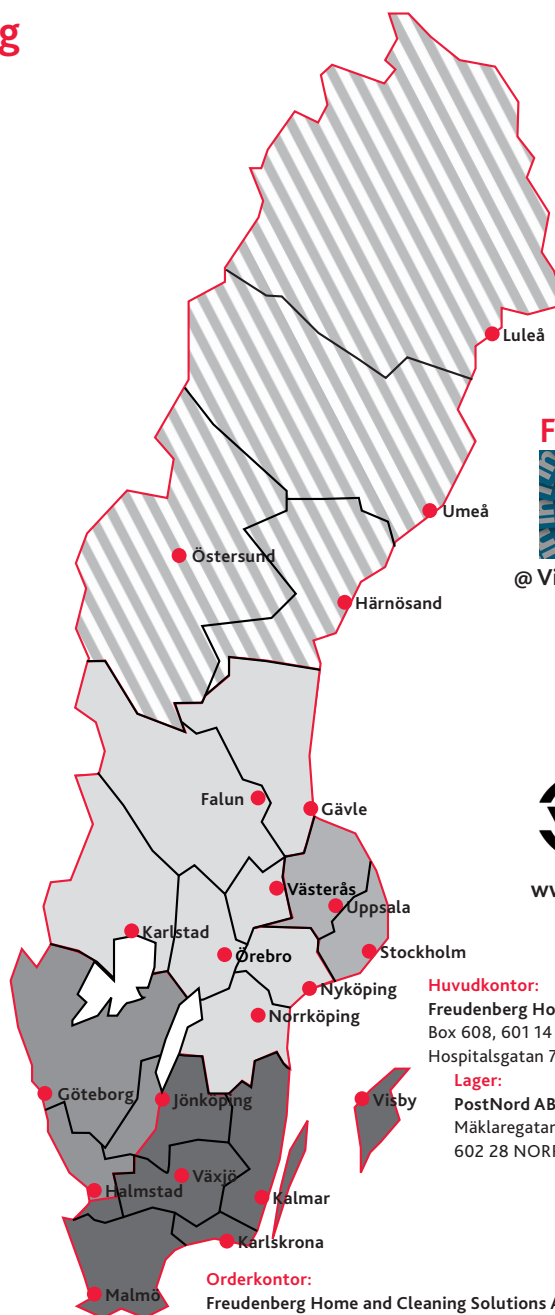 g
Luleå
F
Umeå
Östersund
@ Vi
Härnösand
Falun
Gävle
Västerås
Uppsala
ww
Karlstad
Örebro
Stockholm
Nyköping
Norrköping
Huvudkontor:
Freudenberg Ho
Box 608, 601 14
Hospitalsgatan 7
Lager:
PostNord AB
Mäklaregatan
602 28 NORR
Göteborg
Jönköping
Visby
Växjö
Halmstad
Kalmar
Karlskrona
Malmö
Orderkontor:
Freudenberg Home and Cleaning Solutions A